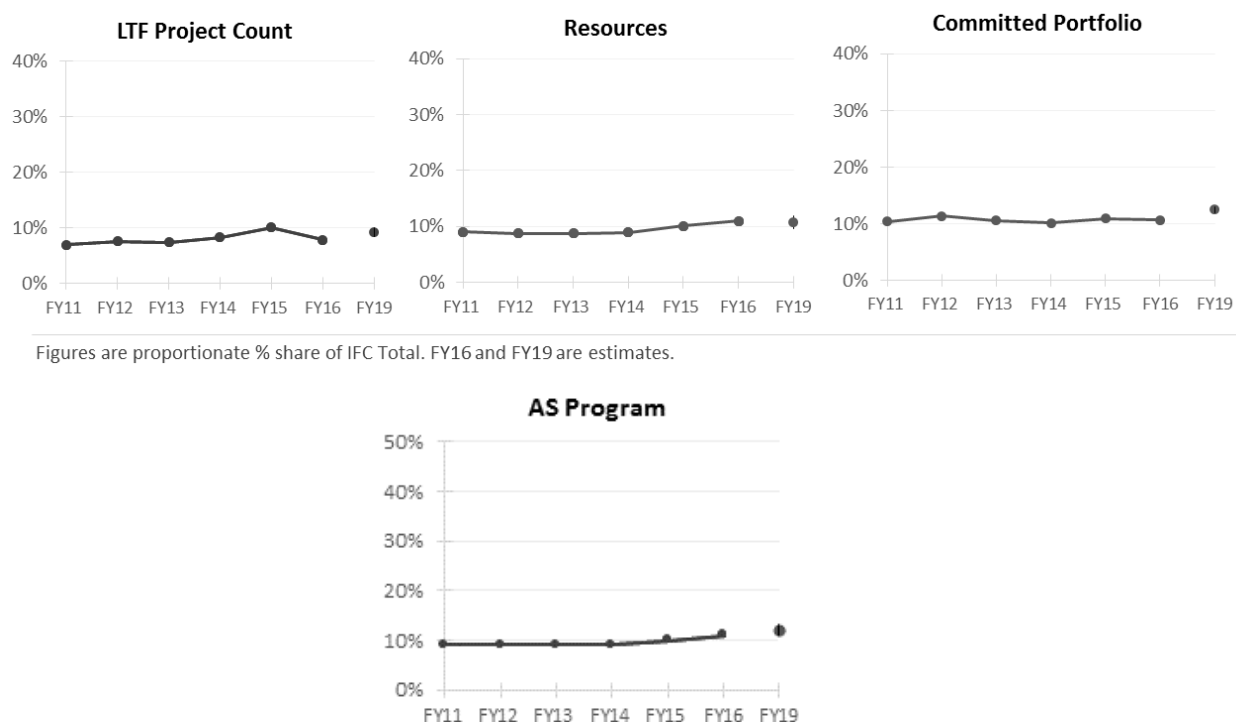 LTF Project Count
40%
30%
20%
10%
0%
FY11 FY12 FY13 FY14 FY15 FY16 FY19
Resources
40%
30%
20%
10%
0%
FY11 FY12 FY13 FY14 FY15 FY16 FY19
Committed Portfolio
40%
30%
20%
10%
0%
FY11 FY12 FY13 FY14 FY15 FY16 FY19
Figures are proportionate % share of IFC Total. FY16 and FY19 are estimates.
AS Program
50%
40%
30%
20%
10%
0%
FY11 FY12 FY13 FY14 FY15 FY16 FY19